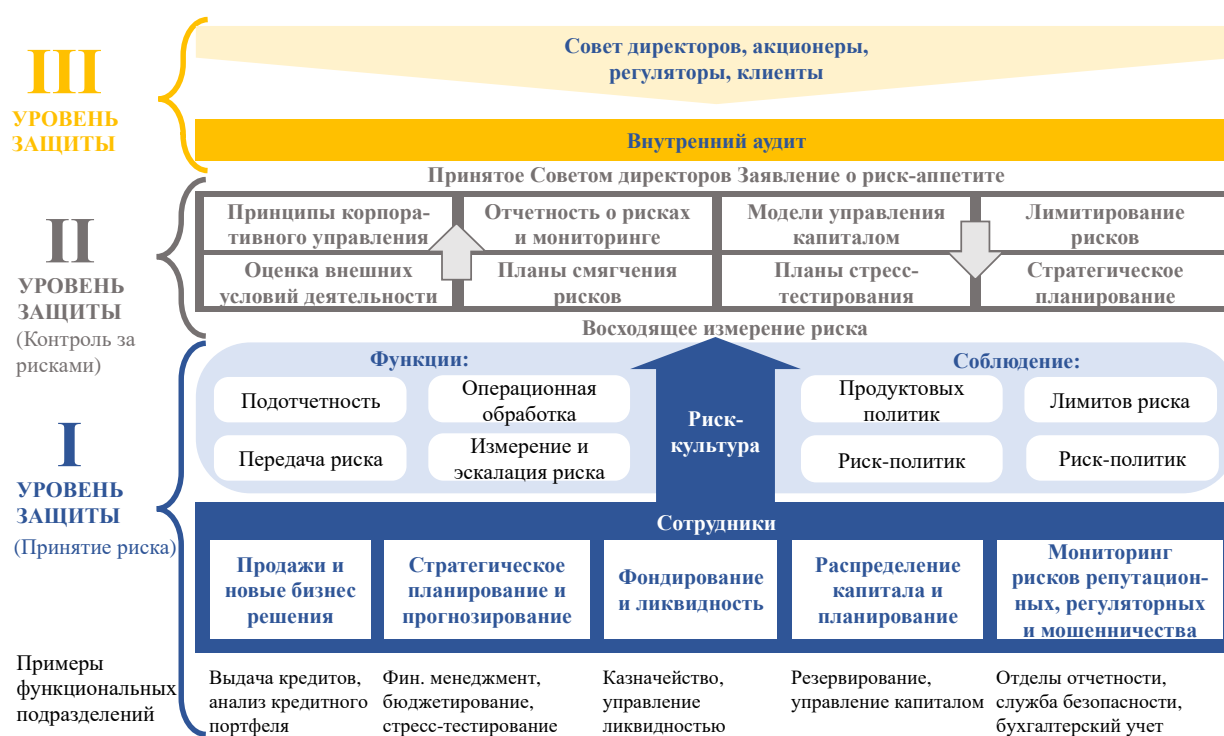 III
УРОВЕНЬ
ЗАЩИТЫ
Совет директоров, акционеры,
регуляторы, клиенты
Внутренний аудит
II
УРОВЕНЬ
ЗАЩИТЫ
(Контроль за
рисками)
Принятое Советом директоров Заявление о риск-аппетите
Принципы корпора-
тивного управления
Отчетность о рисках
и мониторинге
Модели управления
капиталом
Лимитирование
рисков
Оценка внешних
условий деятельности
Планы смягчения
рисков
Планы стресс-
тестирования
Стратегическое
планирование
Восходящее измерение риска
I
УРОВЕНЬ
ЗАЩИТЫ
(Принятие риска)
Функции:
Подотчетность
Операционная
обработка
Передача риска
Измерение и
эскалация риска
Риск-
культура
Соблюдение:
Продуктовых
политик
Лимитов риска
Риск-политик
Риск-политик
Сотрудники
Продажи и
новые бизнес
решения
Стратегическое
планирование и
прогнозирование
Фондирование
и ликвидность
Распределение
капитала и
планирование
Мониторинг
рисков репутацион-
ных, регуляторных
и мошенничества
Примеры
функциональных
подразделений
Выдача кредитов,
анализ кредитного
портфеля
Фин. менеджмент,
бюджетирование,
стресс-тестирование
Казначейство,
управление
ликвидностью
Резервирование,
управление капиталом
Отделы отчетности,
служба безопасности,
бухгалтерский учет